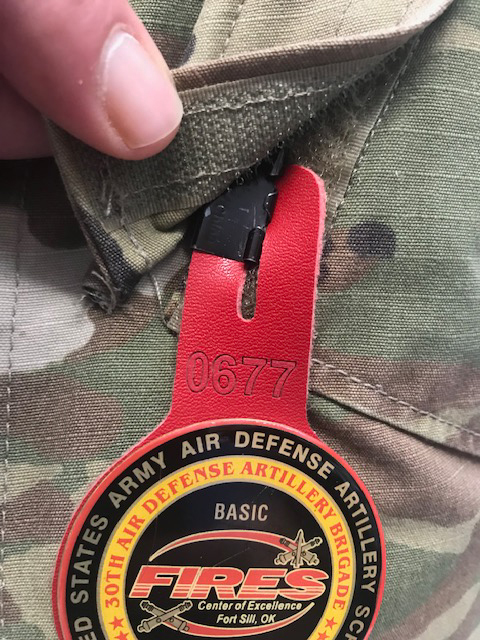 0677
ED STATES ARMY AIR DEFENSE ARTILLERY SC
30TH AIR DEFENSE ARTILLERY BRIGADE
BASIC
FIRES
Center of Excellence
Fort Sill, OK